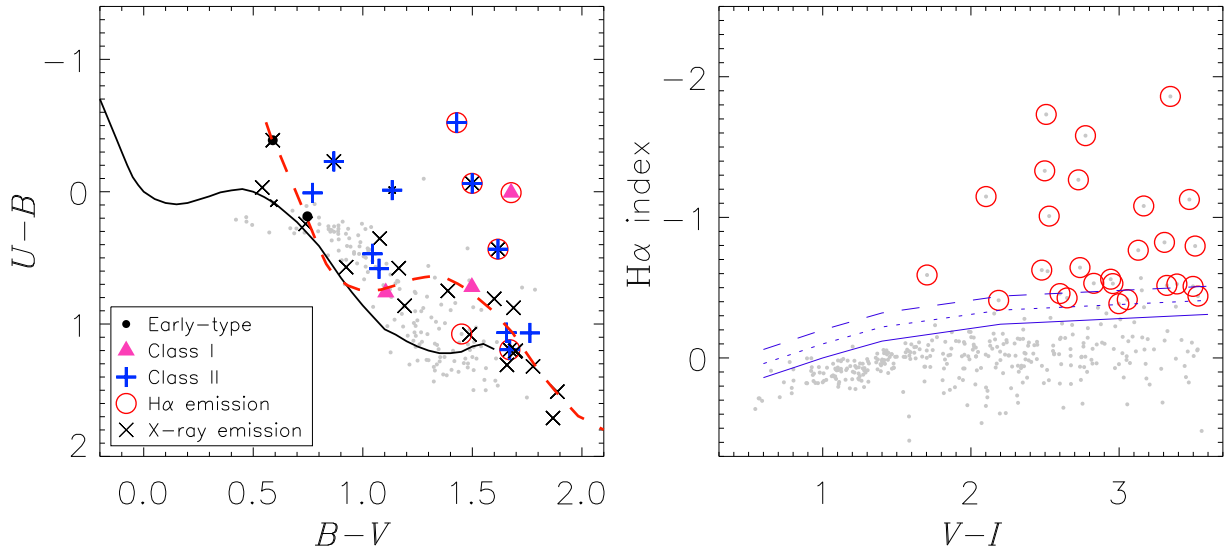 −1
0
1
2
U−B
0.0 0.5 1.0 1.5 2.0
B−V
Early−type
Class I
Class II
Hα emission
X−ray emission
−2
−1
0
Hα index
1 2 3
V−I